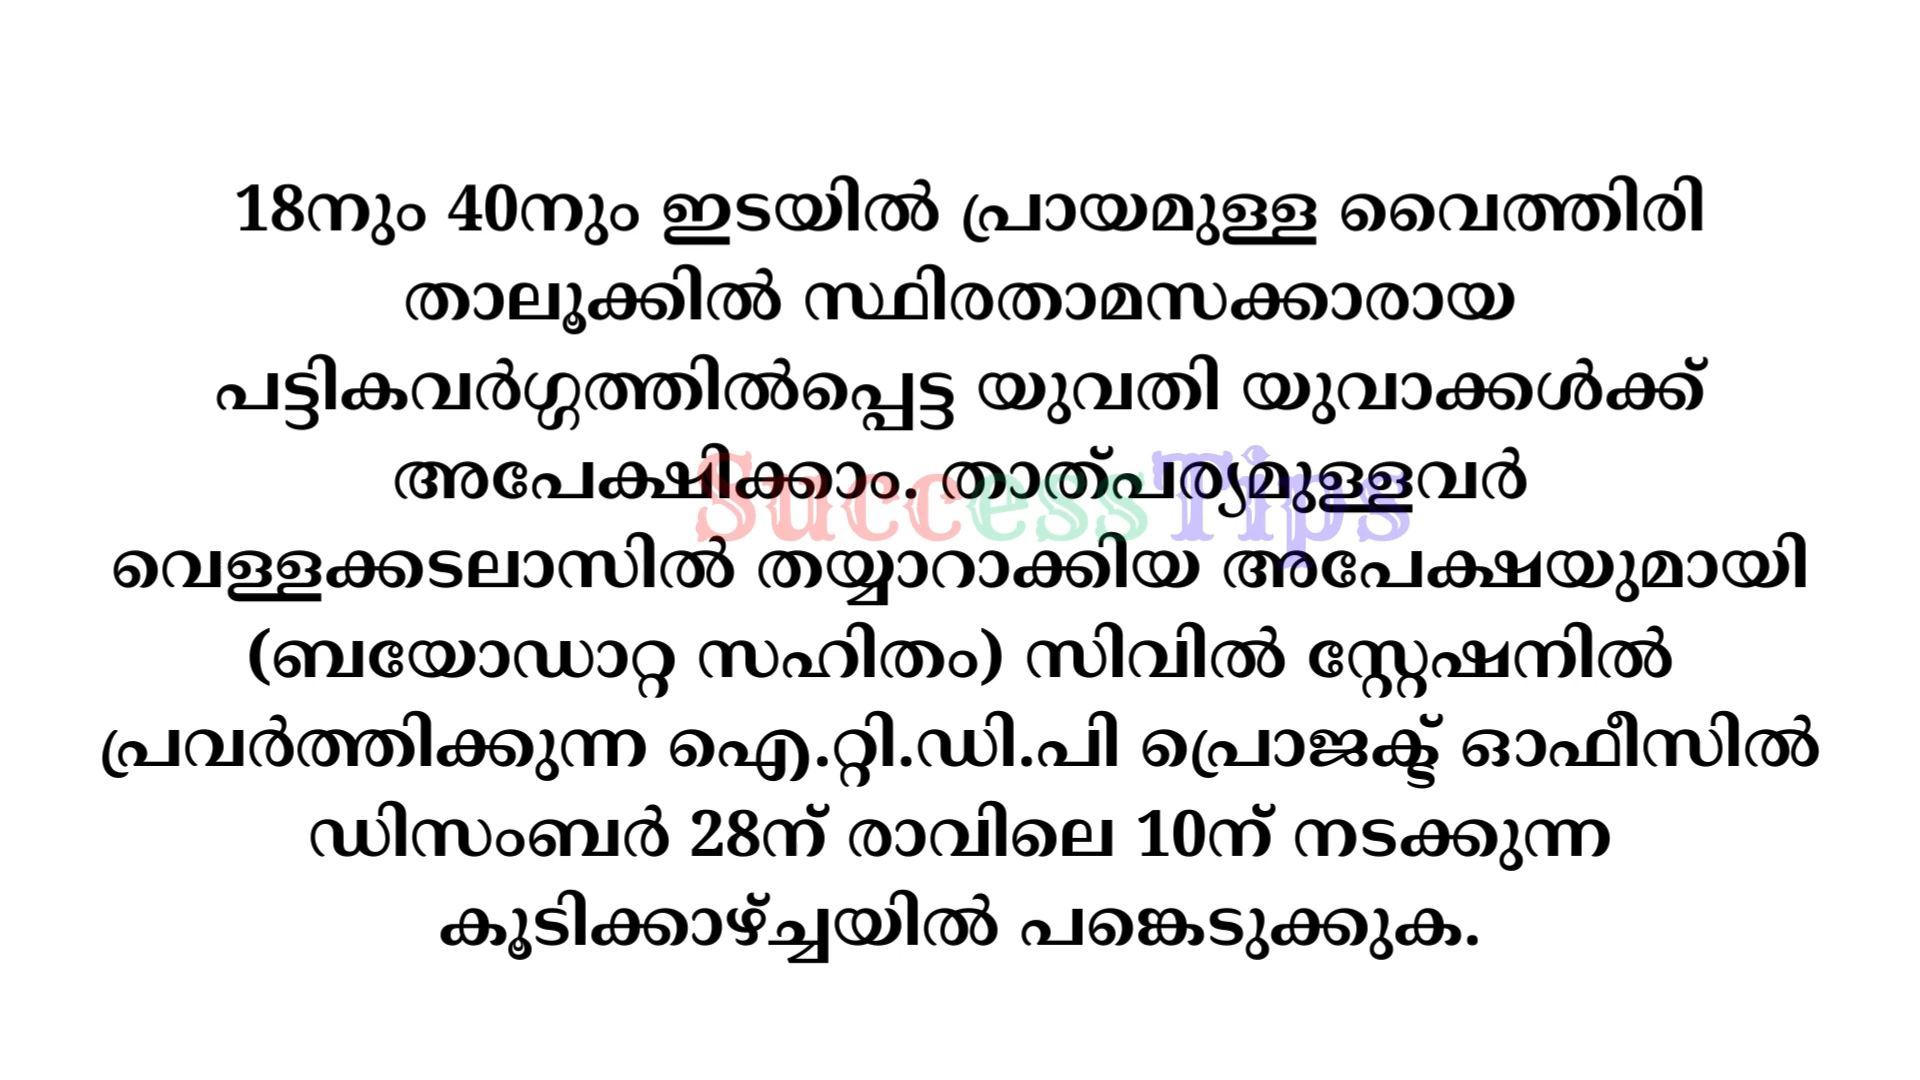 18നും 40നും ഇടയിൽ പ്രായമുള്ള വൈത്തിരി
താലൂക്കിൽ സ്ഥിരതാമസക്കാരായ
പട്ടികവർഗ്ഗത്തിൽപ്പെട്ട യുവതി യുവാക്കൾക്ക്
അപേക്ഷിക്കാം. താത്പര്യമുള്ളവർ
SuccessTips
വെള്ളക്കടലാസിൽ തയ്യാറാക്കിയ അപേക്ഷയുമായി
(ബയോഡാറ്റ സഹിതം) സിവിൽ സ്റ്റേഷനിൽ
പ്രവർത്തിക്കുന്ന ഐ.റ്റി.ഡി.പി പ്രൊജക്ട് ഓഫീസിൽ
ഡിസംബർ 28ന് രാവിലെ 10ന് നടക്കുന്ന
കൂടിക്കാഴ്ച്ചയിൽ പങ്കെടുക്കുക.